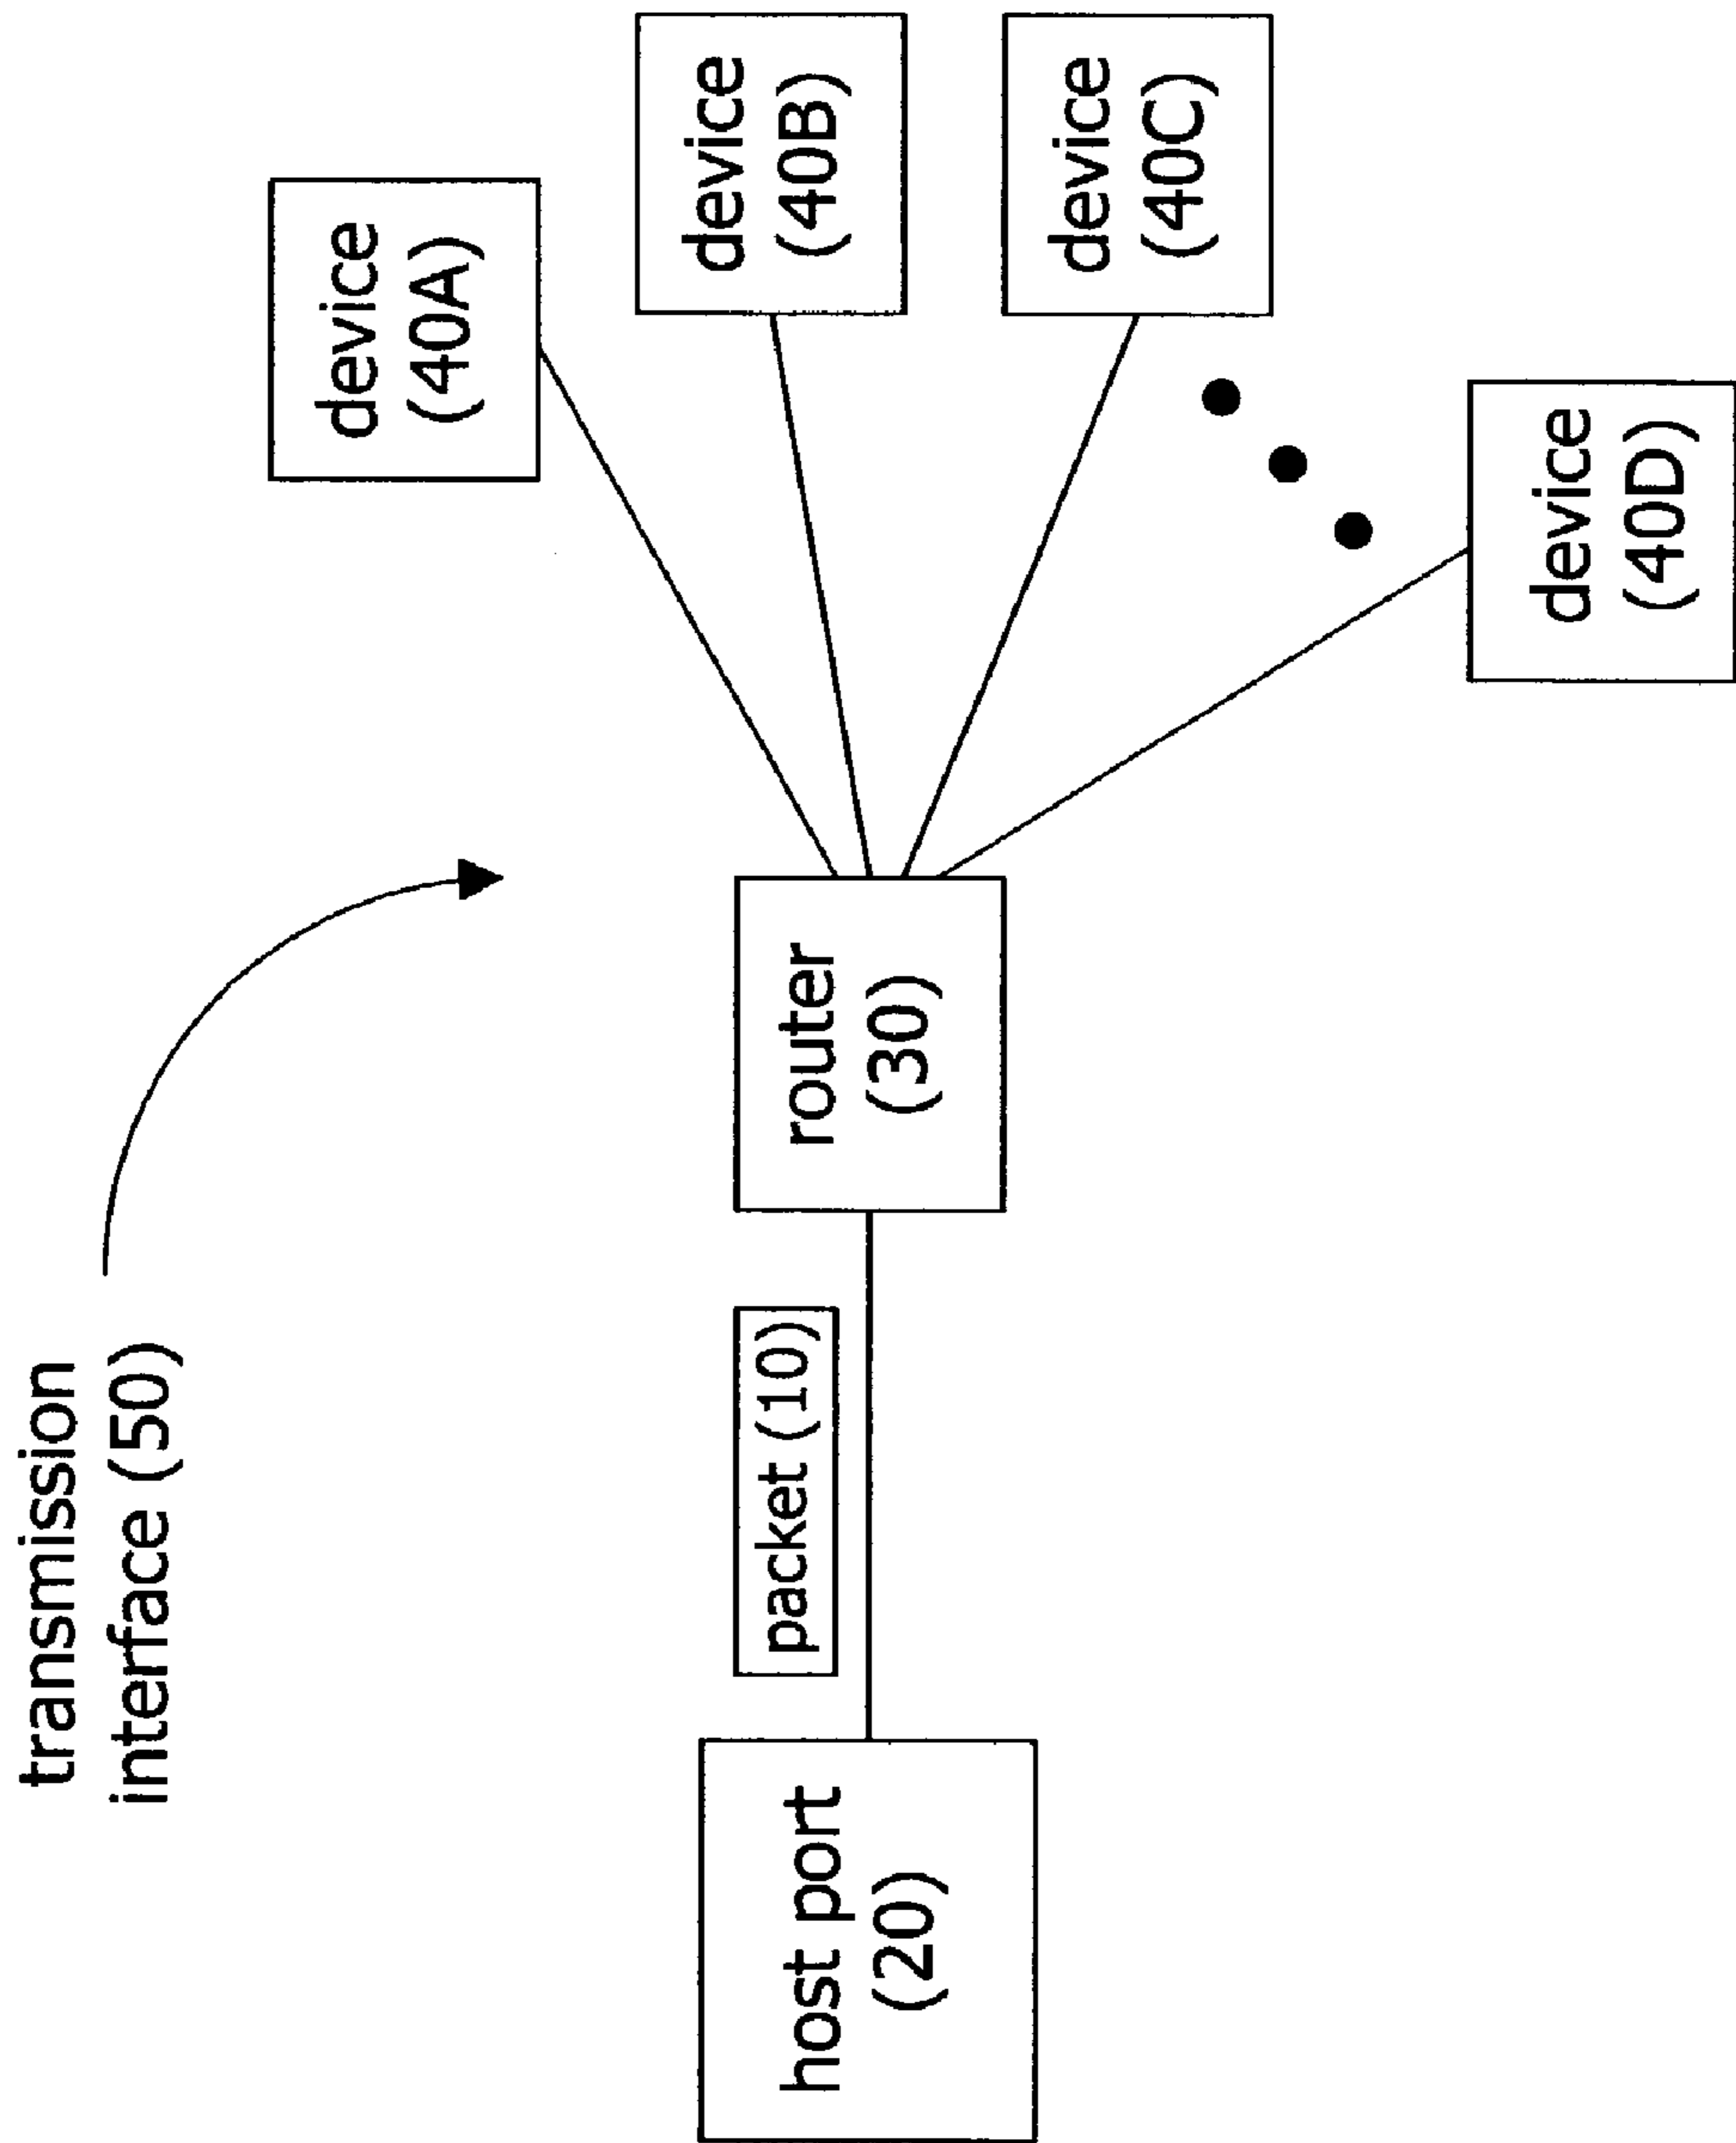 transmission
interface (50)
host port
(20)
packet (10)
router
(30)
device
(40A)
device
(40B)
device
(40C)
device
(40D)